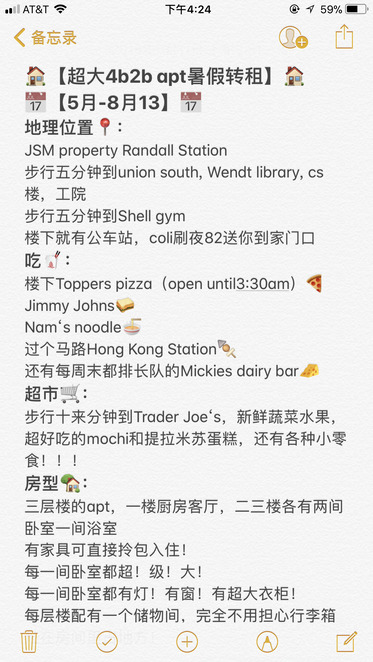 AT&T 下午4:24 59%
备忘录
🏠【超大4b2b apt暑假转租】🏠
📅【5月-8月13】📅
地理位置📍:
JSM property Randall Station
步行五分钟到union south, Wendt library, cs
楼，工院
步行五分钟到Shell gym
楼下就有公车站，coli刷夜82送你到家门口
吃🥢:
楼下Toppers pizza（open until3:30am）🍕
Jimmy Johns🥪
Nam‘s noodle🍜
过个马路Hong Kong Station🍢
还有每周末都排长队的Mickies dairy bar🧀
超市🛒:
步行十来分钟到Trader Joe‘s，新鲜蔬菜水果，
超好吃的mochi和提拉米苏蛋糕，还有各种小零
食！！！
房型🏡:
三层楼的apt，一楼厨房客厅，二三楼各有两间
卧室一间浴室
有家具可直接拎包入住！
每一间卧室都超！级！大！
每一间卧室都有灯！有窗！有超大衣柜！
每层楼配有一个储物间，完全不用担心行李箱